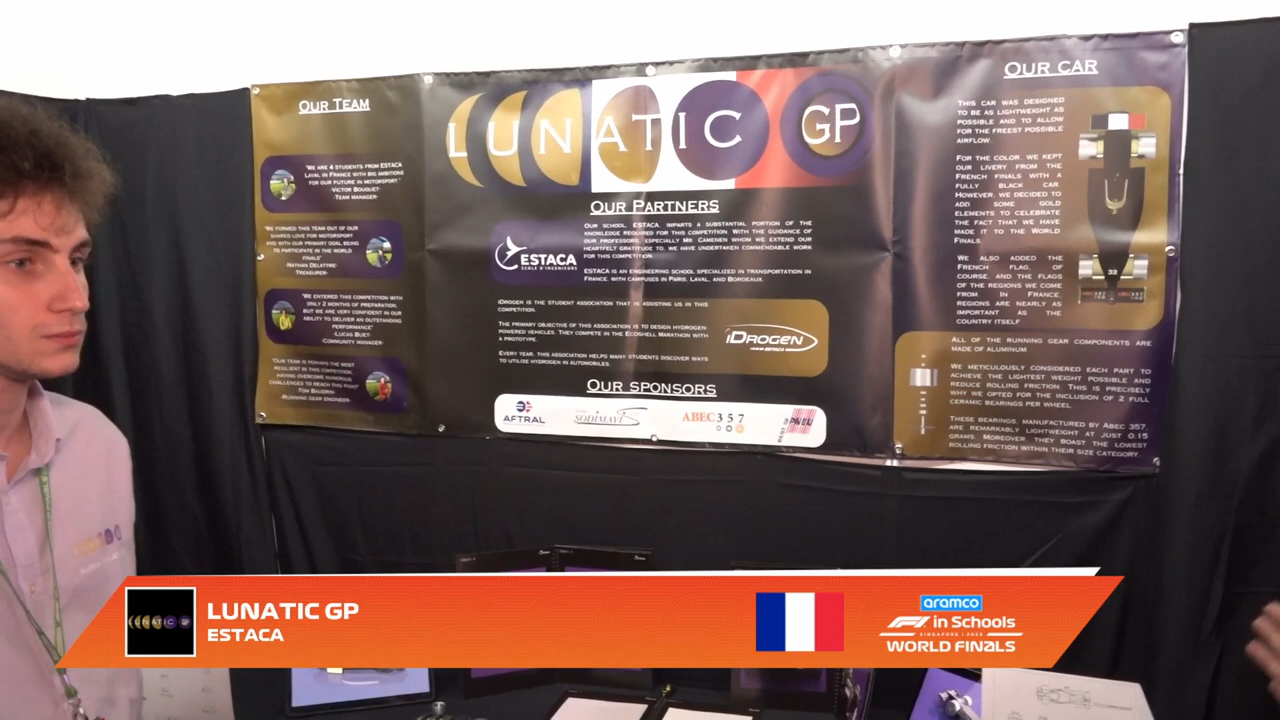 OUR TEAM
"WE ARE 4 STUDENTS FROM ESTACA
LAVAL IN FRANCE WITH BIG AMBITIONS
FOR OUR FUTURE IN MOTORSPORT."
-VICTOR BOUQUET-
-TEAM MANAGER-
"WE FORMED THIS TEAM OUT OF OUR
SHARED LOVE FOR MOTORSPORT
AND WITH OUR PRIMARY GOAL BEING
TO PARTICIPATE IN THE WORLD
FINALS"
-NATHAN DELATTRE-
TREASURER-
"WE ENTERED THIS COMPETITION WITH
ONLY 2 MONTHS OF PREPARATION,
BUT WE ARE VERY CONFIDENT IN OUR
ABILITY TO DELIVER AN OUTSTANDING
PERFORMANCE"
-LUCAS BUET-
-COMMUNITY MANAGER-
"OUR TEAM IS PERHAPS THE MOST
RESILIENT IN THIS COMPETITION,
HAVING OVERCOME NUMEROUS
CHALLENGES TO REACH THIS POINT"
-RUNNING GEAR ENGINEER-
LUNATIC GP
OUR PARTNERS
ESTACA
ECOLE D'INGENIEURS
OUR SCHOOL, ESTACA, IMPARTS A SUBSTANTIAL PORTION OF THE
KNOWLEDGE REQUIRED FOR THIS COMPETITION. WITH THE GUIDANCE OF
OUR PROFESSORS, ESPECIALLY MR. CAMENEN WHOM WE EXTEND OUR
HEARTFELT GRATITUDE TO, WE HAVE UNDERTAKEN COMMENDABLE WORK
FOR THIS COMPETITION.
ESTACA IS AN ENGINEERING SCHOOL SPECIALIZED IN TRANSPORTATION IN
FRANCE, WITH CAMPUSES IN PARIS, LAVAL, AND BORDEAUX.
IDROGEN IS THE STUDENT ASSOCIATION THAT IS ASSISTING US IN THIS
COMPETITION.
THE PRIMARY OBJECTIVE OF THIS ASSOCIATION IS TO DESIGN HYDROGEN-
POWERED VEHICLES. THEY COMPETE IN THE ECOSHELL MARATHON WITH
A PROTOTYPE.
EVERY YEAR, THIS ASSOCIATION HELPS MANY STUDENTS DISCOVER WAYS
TO UTILISE HYDROGEN IN AUTOMOBILES.
iDROGEN
OUR SPONSORS
AFTRAL
SODIMAVI
ABEC357
BEST OF PNEU
OUR CAR
THIS CAR WAS DESIGNED
TO BE AS LIGHTWEIGHT AS
POSSIBLE AND TO ALLOW
FOR THE FREEST POSSIBLE
AIRFLOW.
FOR THE COLOR, WE KEPT
OUR LIVERY FROM THE
FRENCH FINALS WITH A
FULLY BLACK CAR.
HOWEVER, WE DECIDED TO
ADD SOME GOLD
ELEMENTS TO CELEBRATE
THE FACT THAT WE HAVE
MADE IT TO THE WORLD
FINALS.
WE ALSO ADDED THE
FRENCH FLAG, OF
COURSE, AND THE FLAGS
OF THE REGIONS WE COME
FROM. IN FRANCE,
REGIONS ARE NEARLY AS
IMPORTANT AS THE
COUNTRY ITSELF
32
ALL OF THE RUNNING GEAR COMPONENTS ARE
MADE OF ALUMINUM
WE METICULOUSLY CONSIDERED EACH PART TO
ACHIEVE THE LIGHTEST WEIGHT POSSIBLE AND
REDUCE ROLLING FRICTION. THIS IS PRECISELY
WHY WE OPTED FOR THE INCLUSION OF 2 FULL
CERAMIC BEARINGS PER WHEEL.
THESE BEARINGS, MANUFACTURED BY ABEC 357,
ARE REMARKABLY LIGHTWEIGHT AT JUST 0.15
GRAMS. MOREOVER, THEY BOAST THE LOWEST
ROLLING FRICTION WITHIN THEIR SIZE CATEGORY.
LUNATIC GP
LUNATIC GP
ESTACA
aramco
F1 in Schools
SINGAPORE | 2023
WORLD FINALS